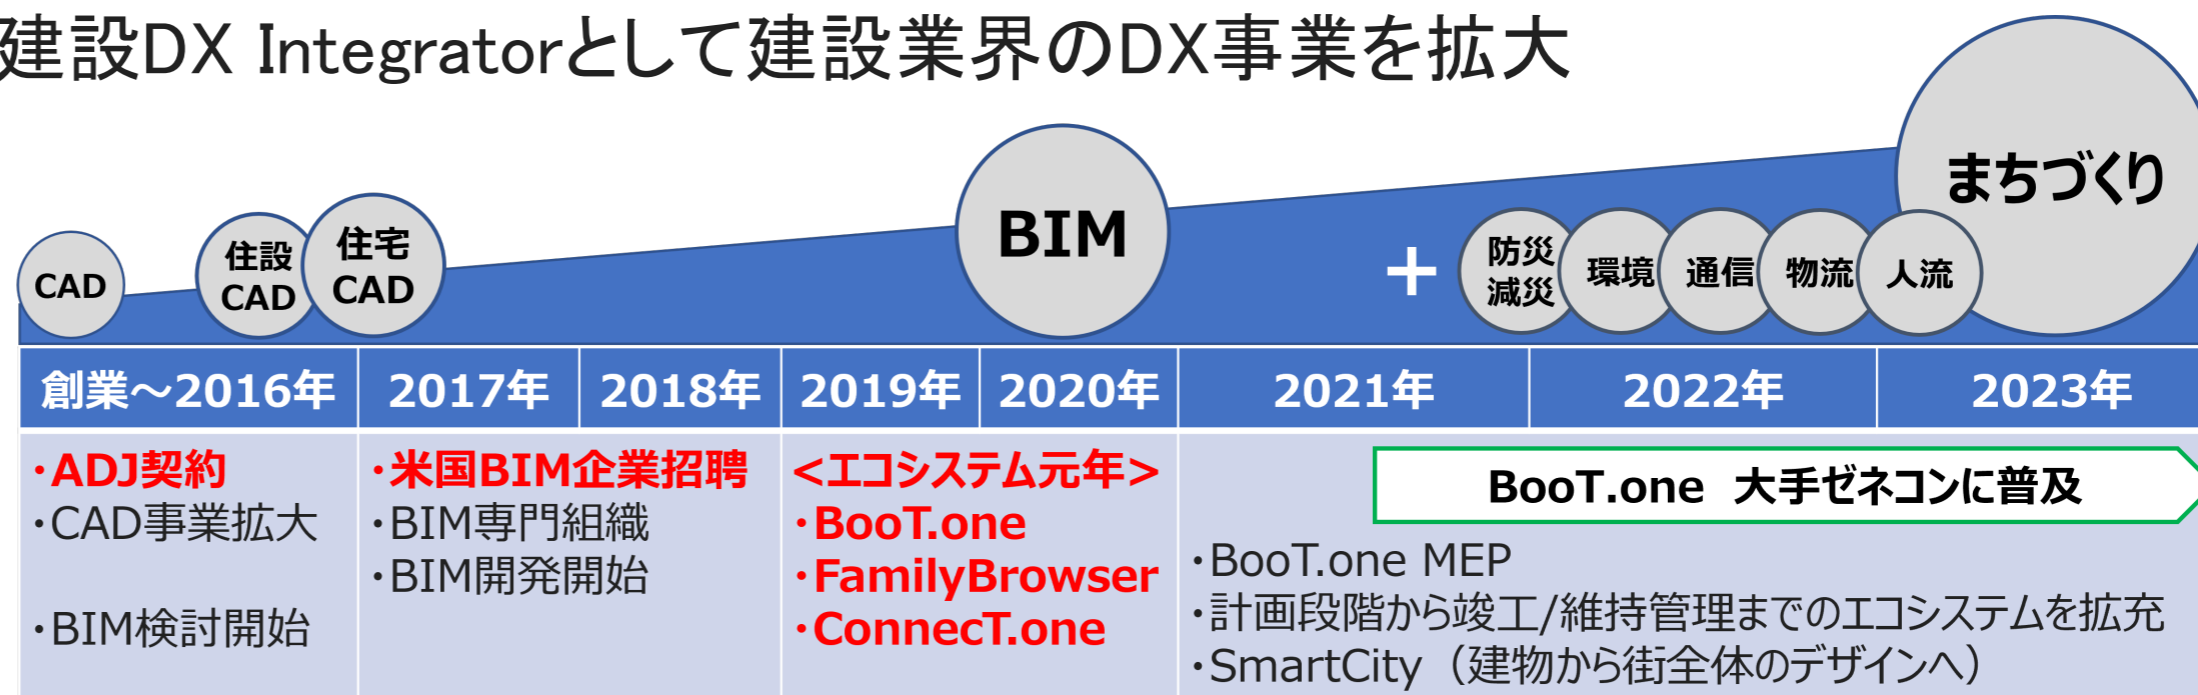 建設DX Integratorとして建設業界のDX事業を拡大
CAD
住設
CAD
住宅
CAD
BIM
+
防災
減災
環境
通信
物流
人流
まちづくり
創業~2016年
2017年
2018年
2019年
2020年
2021年
2022年
2023年
・ADJ契約
・CAD事業拡大
・BIM検討開始
・米国BIM企業招聘
・BIM専門組織
・BIM開発開始
<エコシステム元年>
・BooT.one
・FamilyBrowser
・ConnecT.one
BooT.one 大手ゼネコンに普及
・BooT.one MEP
・計画段階から竣工/維持管理までのエコシステムを拡充
・SmartCity（建物から街全体のデザインへ）